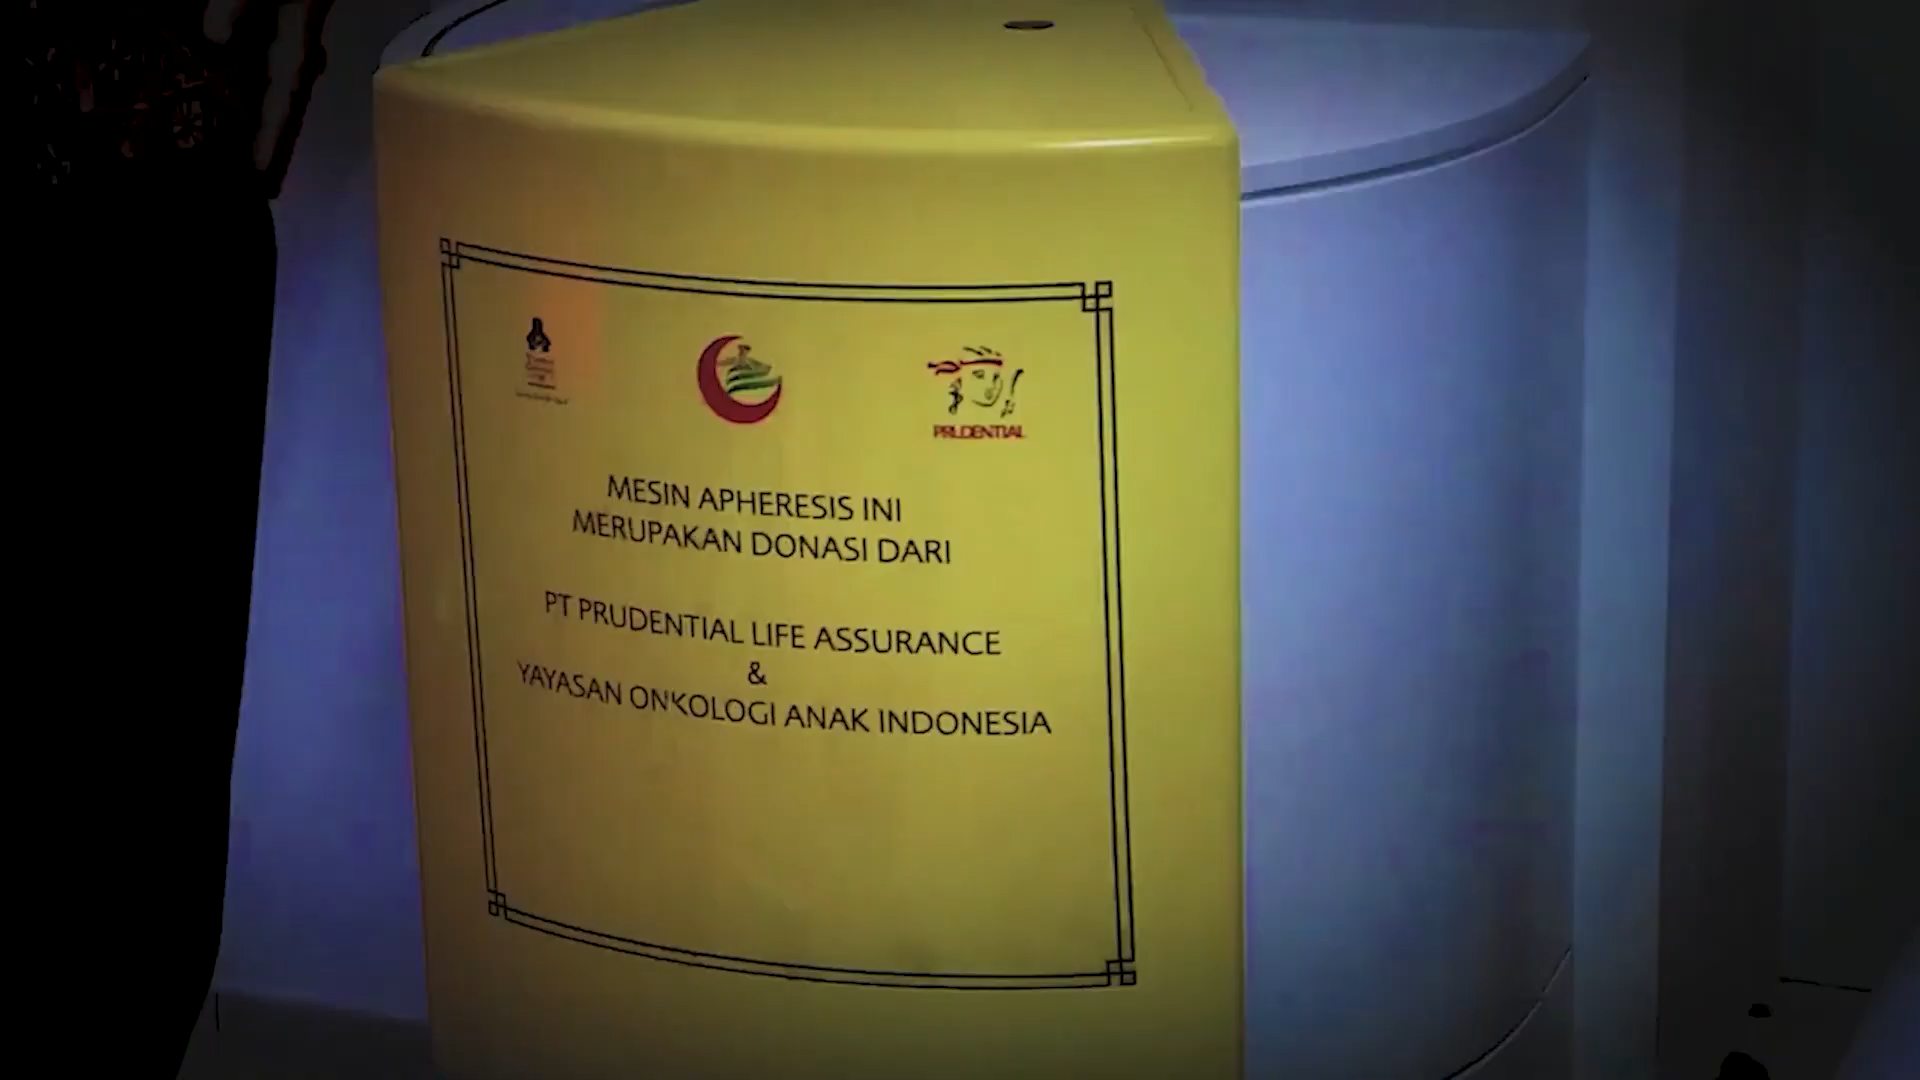 PRUDENTIAL
MESIN APHERESIS INI
MERUPAKAN DONASI DARI
PT PRUDENTIAL LIFE ASSURANCE
&
YAYASAN ONKOLOGI ANAK INDONESIA